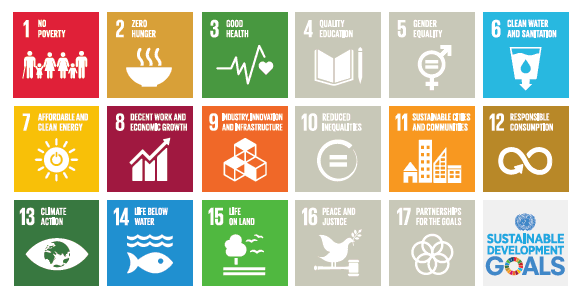 1 NO
POVERTY
2 ZERO
HUNGER
3 GOOD
HEALTH
4 QUALITY
EDUCATION
5 GENDER
EQUALITY
6 CLEAN WATER
AND SANITATION
7 AFFORDABLE AND
CLEAN ENERGY
8 DECENT WORK AND
ECONOMIC GROWTH
9 INDUSTRY, INNOVATION
AND INFRASTRUCTURE
10 REDUCED
INEQUALITIES
11 SUSTAINABLE CITIES
AND COMMUNITIES
12 RESPONSIBLE
CONSUMPTION
13 CLIMATE
ACTION
14 LIFE BELOW
WATER
15 LIFE
ON LAND
16 PEACE AND
JUSTICE
17 PARTNERSHIPS
FOR THE GOALS
SUSTAINABLE
DEVELOPMENT
GOALS